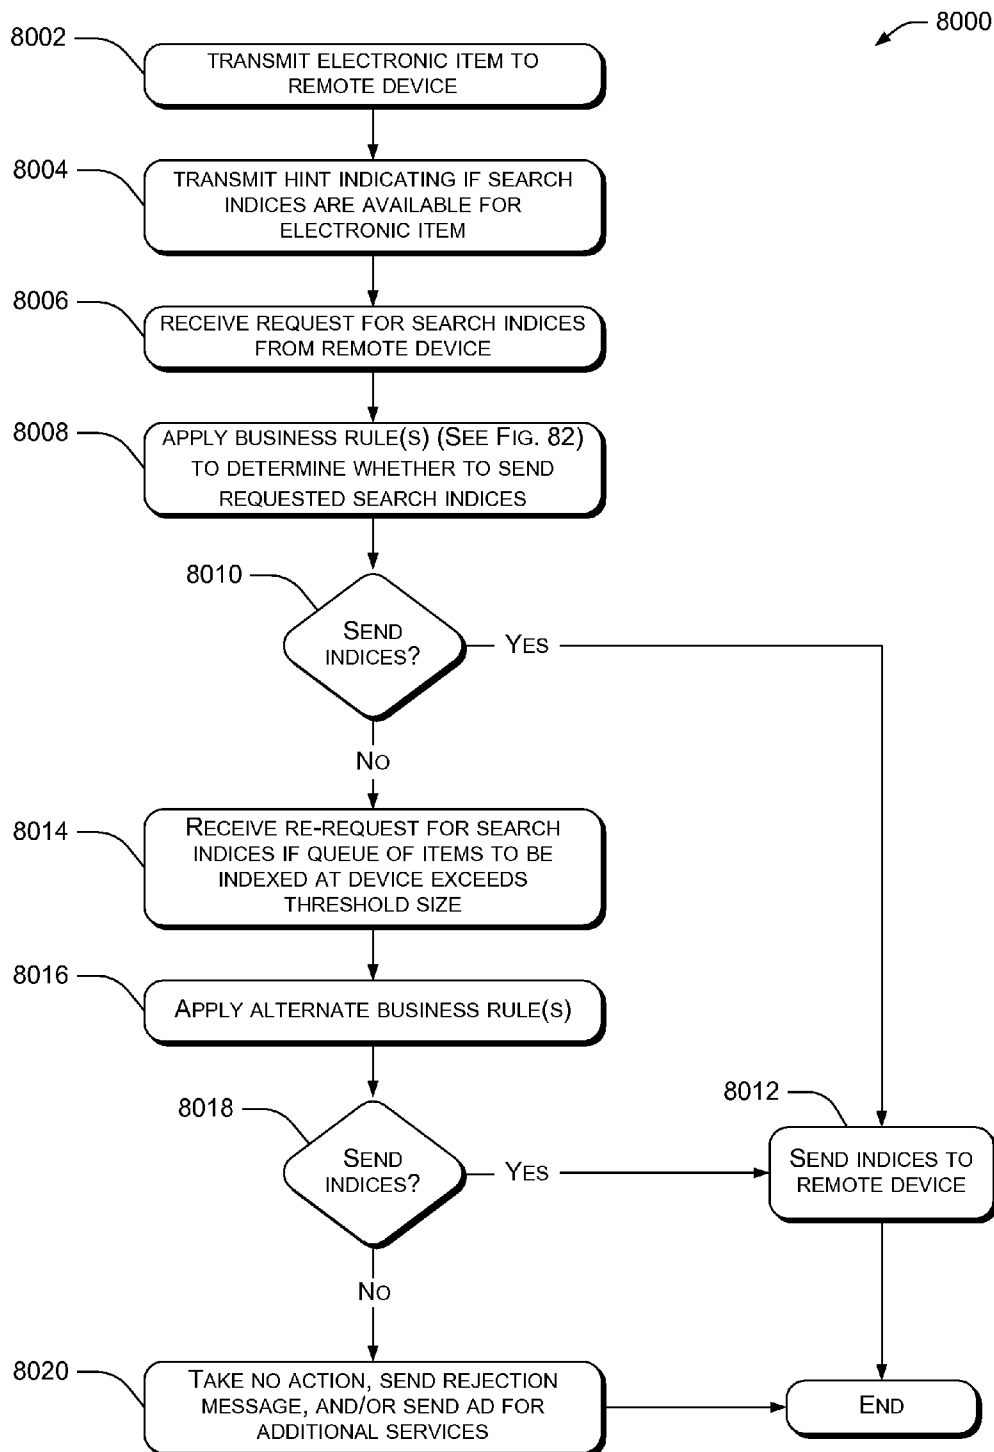 8000
8002
TRANSMIT ELECTRONIC ITEM TO
REMOTE DEVICE
8004
TRANSMIT HINT INDICATING IF SEARCH
INDICES ARE AVAILABLE FOR
ELECTRONIC ITEM
8006
RECEIVE REQUEST FOR SEARCH INDICES
FROM REMOTE DEVICE
8008
APPLY BUSINESS RULE(S) (SEE FIG. 82)
TO DETERMINE WHETHER TO SEND
REQUESTED SEARCH INDICES
8010
SEND
INDICES?
YES
NO
8014
RECEIVE RE-REQUEST FOR SEARCH
INDICES IF QUEUE OF ITEMS TO BE
INDEXED AT DEVICE EXCEEDS
THRESHOLD SIZE
8016
APPLY ALTERNATE BUSINESS RULE(S)
8018
SEND
INDICES?
YES
8012
SEND INDICES TO
REMOTE DEVICE
NO
8020
TAKE NO ACTION, SEND REJECTION
MESSAGE, AND/OR SEND AD FOR
ADDITIONAL SERVICES
END